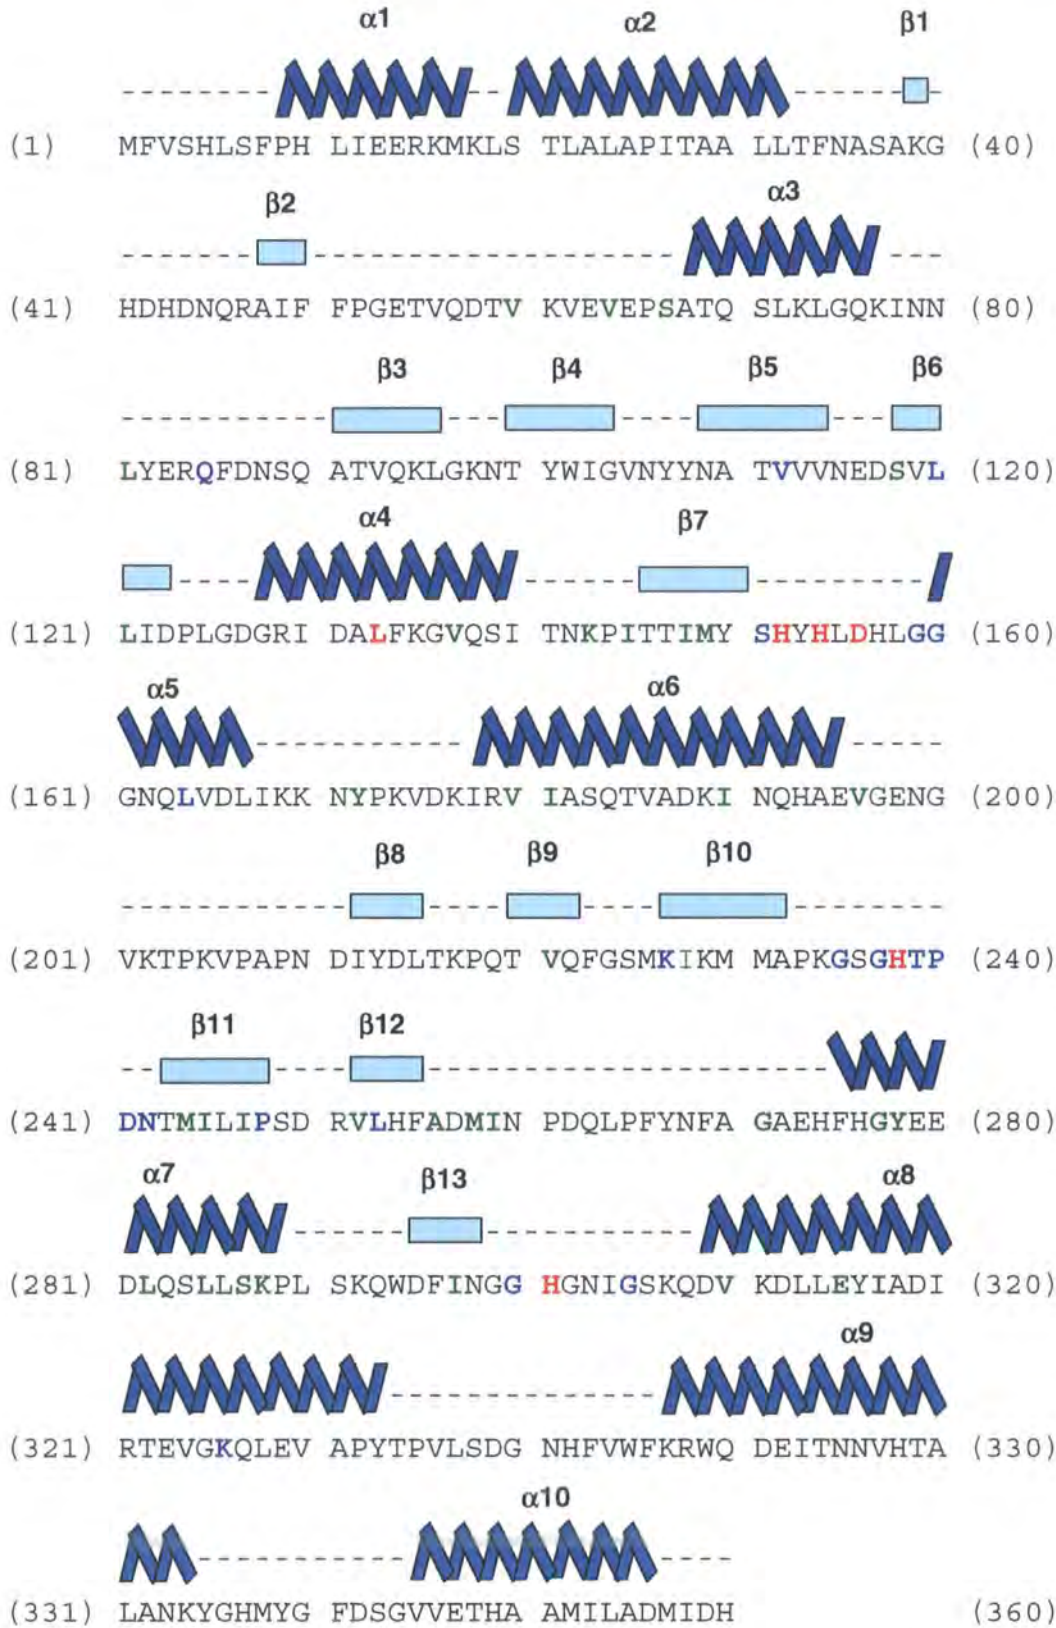 α1 α2 β1
(1) MFVSHLSFPH LIEERKMKLS TLALAPITAA LLTFNASAKG (40)
β2 α3
(41) HDHDNQRAIF FPGETVQDTV KVEVEPSATQ SLKLGQKINN (80)
β3 β4 β5 β6
(81) LYERQFDNSQ ATVQKLGKNT YWIGVNYYNA TVVVNEDSVL (120)
α4 β7
(121) LIDPLGDGRI DALFKGVQSI TNKPITTIMY SHYHLDHLGG (160)
α5 α6
(161) GNQLVDLIKK NYPKVDKIRV IASQTVADKI NQHAEVGENG (200)
β8 β9 β10
(201) VKTPKVPAPN DIYDLTKPQT VQFGSMKIKM MAPKGSGHTP (240)
β11 β12
(241) DNTMILIPSD RVLHFADMIN PDQLPFYNFA GAEHFHGYEE (280)
α7 β13 α8
(281) DLQSLLSKPL SKQWDFINGG HGNIGSKQDV KDLLEYIADI (320)
α9
(321) RTEVGKQLEV APYTPVLSDG NHFVWFKRWQ DEITNNVHTA (330)
α10
(331) LANKYGHMYG FDSGVVETHA AMILADMIDH (360)